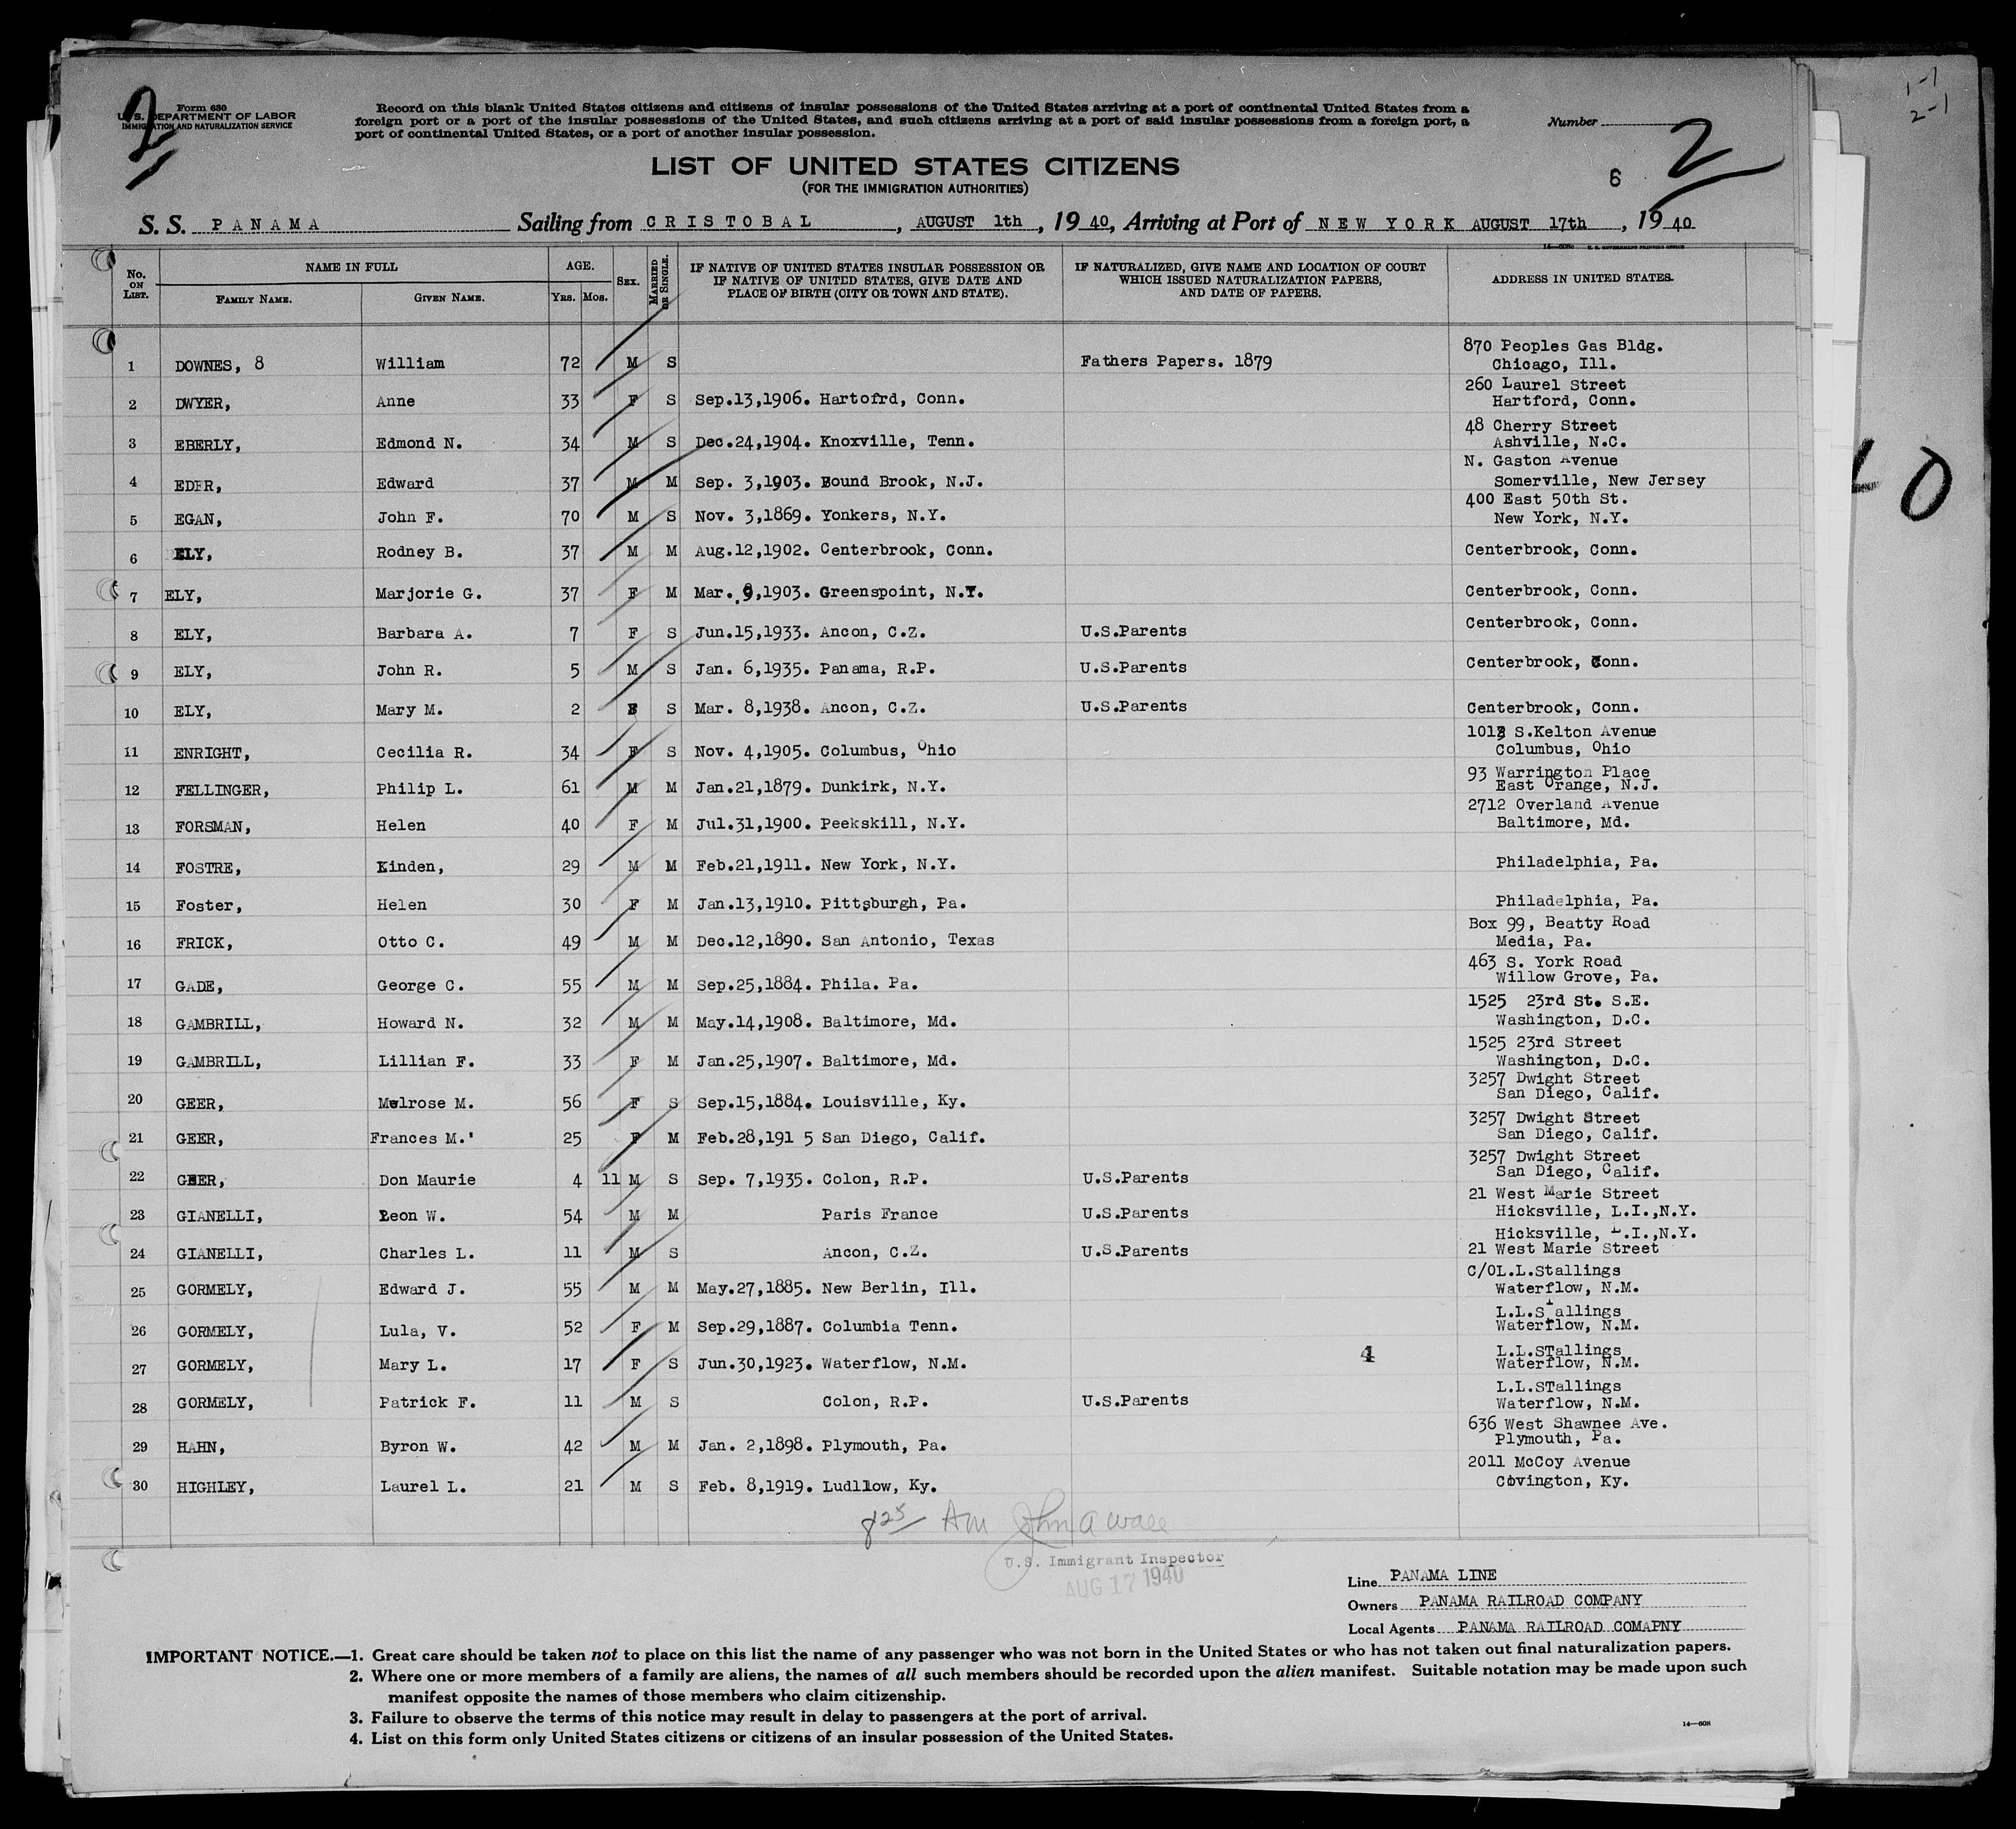 Form 630
U. S. DEPARTMENT OF LABOR
IMMIGRATION AND NATURALIZATION SERVICE
2
Record on this blank United States citizens and citizens of insular possessions of the United States arriving at a port of continental United States from a
foreign port or a port of the insular possessions of the United States, and such citizens arriving at a port of said insular possessions from a foreign port, a
port of continental United States, or a port of another insular possession.
Number
1-1
2-1
LIST OF UNITED STATES CITIZENS
(FOR THE IMMIGRATION AUTHORITIES)
6
2
S. S. PANAMA Sailing from CRISTOBAL, AUGUST 1th, 19 40, Arriving at Port of NEW YORK AUGUST 17th, 19 40
No. ON LIST. NAME IN FULL FAMILY NAME. GIVEN NAME. AGE. YRS. MOS. SEX. MARRIED OR SINGLE. IF NATIVE OF UNITED STATES INSULAR POSSESSION OR IF NATIVE OF UNITED STATES, GIVE DATE AND PLACE OF BIRTH (CITY OR TOWN AND STATE). IF NATURALIZED, GIVE NAME AND LOCATION OF COURT WHICH ISSUED NATURALIZATION PAPERS, AND DATE OF PAPERS. ADDRESS IN UNITED STATES.
1 DOWNES, 8 William 72 M S Fathers Papers. 1879 870 Peoples Gas Bldg. Chicago, Ill.
2 DWYER, Anne 33 F S Sep.13,1906. Hartofrd, Conn. 260 Laurel Street Hartford, Conn.
3 EBERLY, Edmond N. 34 M S Dec.24,1904. Knoxville, Tenn. 48 Cherry Street Ashville, N.C.
4 EDER, Edward 37 M M Sep. 3,1903. Bound Brook, N.J. N. Gaston Avenue Somerville, New Jersey
5 EGAN, John F. 70 M S Nov. 3,1869. Yonkers, N.Y. 400 East 50th St. New York, N.Y.
6 ELY, Rodney B. 37 M M Aug.12,1902. Centerbrook, Conn. Centerbrook, Conn.
7 ELY, Marjorie G. 37 F M Mar. 9,1903. Greenspoint, N.Y. Centerbrook, Conn.
8 ELY, Barbara A. 7 F S Jun.15,1933. Ancon, C.Z. U.S.Parents Centerbrook, Conn.
9 ELY, John R. 5 M S Jan. 6,1935. Panama, R.P. U.S.Parents Centerbrook, Conn.
10 ELY, Mary M. 2 F S Mar. 8,1938. Ancon, C.Z. U.S.Parents Centerbrook, Conn.
11 ENRIGHT, Cecilia R. 34 F S Nov. 4,1905. Columbus, Ohio S.Kelton Avenue Columbus, Ohio
12 FELLINGER, Philip L. 61 M M Jan.21,1879. Dunkirk, N.Y. 93 Warrington Place East Orange, N.J.
13 FORSMAN, Helen 40 F M Jul.31,1900. Peekskill, N.Y. 2712 Overland Avenue Baltimore, Md.
14 FOSTRE, Kinden, 29 M M Feb.21,1911. New York, N.Y. Philadelphia, Pa.
15 Foster, Helen 30 F M Jan.13,1910. Pittsburgh, Pa. Philadelphia, Pa.
16 FRICK, Otto C. 49 M M Dec.12,1890. San Antonio, Texas Box 99, Beatty Road Media, Pa.
17 GADE, George C. 55 M M Sep.25,1884. Phila. Pa. 463 S. York Road Willow Grove, Pa.
18 GAMBRILL, Howard N. 32 M M May.14,1908. Baltimore, Md. 1525 23rd St. S.E. Washington, D.C.
19 GAMBRILL, Lillian F. 33 F M Jan.25,1907. Baltimore, Md. 1525 23rd Street Washington, D.C.
20 GEER, Melrose M. 56 F S Sep.15,1884. Louisville, Ky. 3257 Dwight Street San Diego, Calif.
21 GEER, Frances M.' 25 F M Feb.28,191 5 San Diego, Calif. 3257 Dwight Street San Diego, Calif.
22 GEER, Don Maurie 4 11 M S Sep. 7,1935. Colon, R.P. U.S.Parents 3257 Dwight Street San Diego, Calif.
23 GIANELLI, Leon W. 54 M M Paris France U.S.Parents 21 West Marie Street Hicksville, L.I.,N.Y.
24 GIANELLI, Charles L. 11 M S Ancon, C.Z. U.S.Parents Hicksville, L.I.,N.Y. 21 West Marie Street
25 GORMELY, Edward J. 55 M M May.27,1885. New Berlin, Ill. C/OL.L.Stallings Waterflow, N.M.
26 GORMELY, Lula, V. 52 F M Sep.29,1887. Columbia Tenn. L.L.Stallings Waterflow, N.M.
27 GORMELY, Mary L. 17 F S Jun.30,1923. Waterflow, N.M. 4 L.L.STallings Waterflow, N.M.
28 GORMELY, Patrick F. 11 M S Colon, R.P. U.S.Parents L.L.STallings Waterflow, N.M.
29 HAHN, Byron W. 42 M M Jan. 2,1898. Plymouth, Pa. 636 West Shawnee Ave. Plymouth, Pa.
30 HIGHLEY, Laurel L. 21 M S Feb. 8,1919. Ludllow, Ky. 2011 McCoy Avenue Covington, Ky.
825 Am John A Wall
U.S. Immigrant Inspector
AUG 17 1940
Line PANAMA LINE
Owners PANAMA RAILROAD COMPANY
Local Agents PANAMA RAILROAD COMAPNY
IMPORTANT NOTICE.—1. Great care should be taken not to place on this list the name of any passenger who was not born in the United States or who has not taken out final naturalization papers.
2. Where one or more members of a family are aliens, the names of all such members should be recorded upon the alien manifest. Suitable notation may be made upon such
manifest opposite the names of those members who claim citizenship.
3. Failure to observe the terms of this notice may result in delay to passengers at the port of arrival.
4. List on this form only United States citizens or citizens of an insular possession of the United States.
14—608